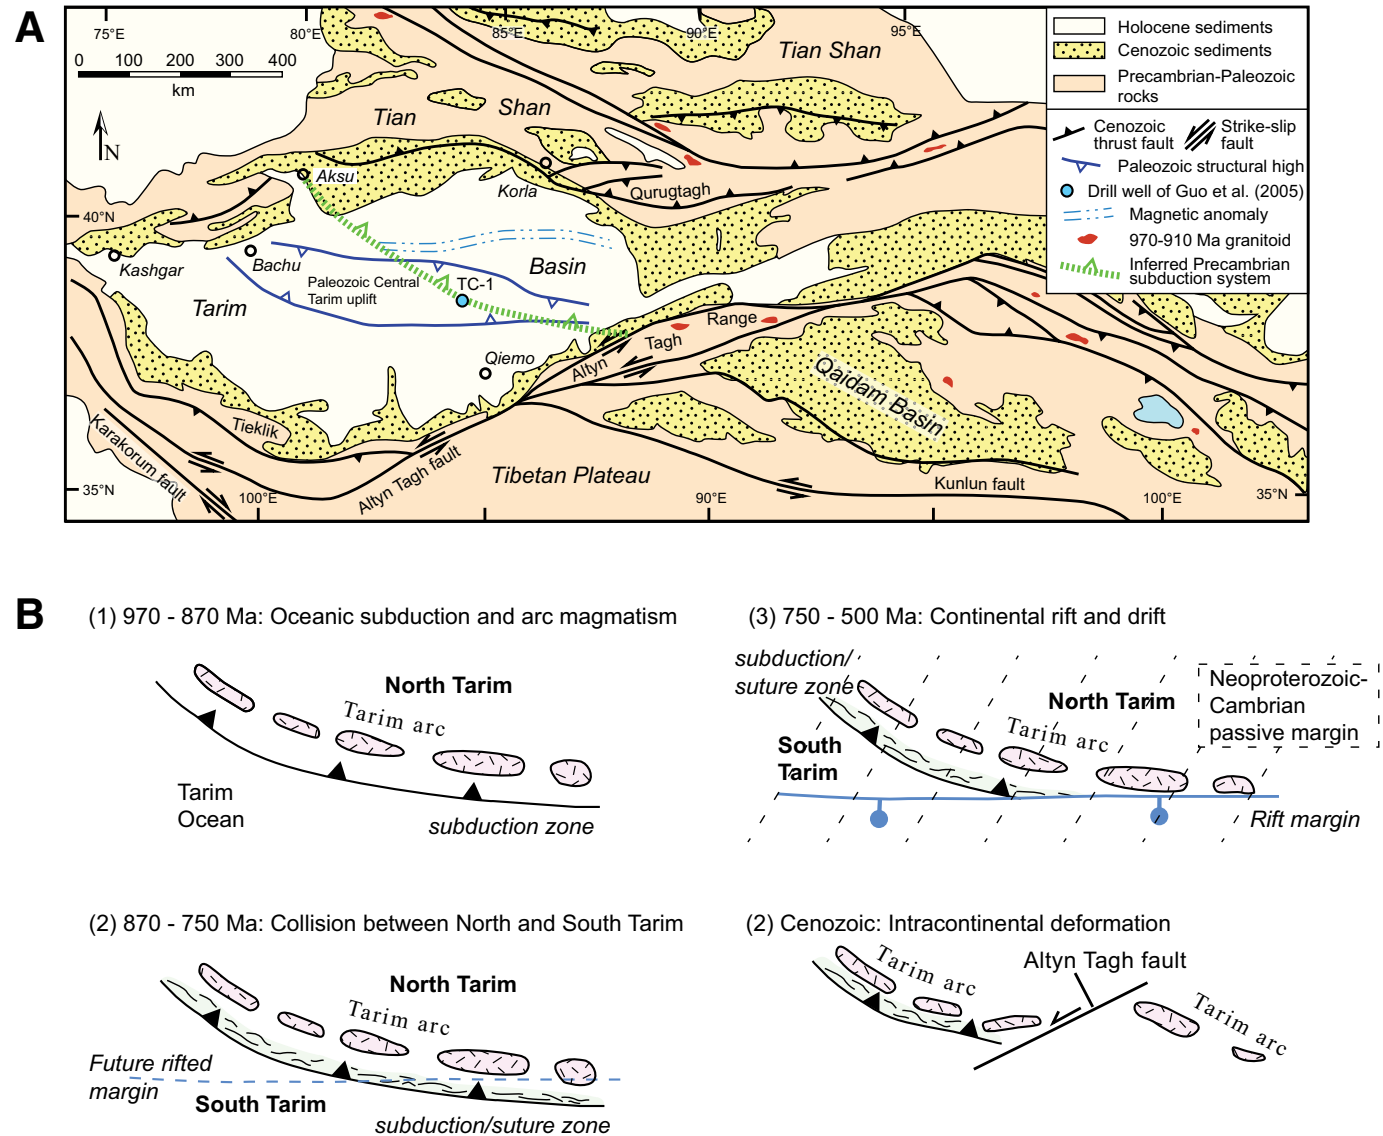 A
75°E
80°E
85°E
90°E
95°E
0 100 200 300 400
km
N
Tian Shan
Tian
Shan
Aksu
Korla
Qurugtagh
40°N
Kashgar
Bachu
Basin
Paleozoic Central
Tarim uplift
TC-1
Tarim
Range
Tagh
Altyn
Qiemo
Qaidam Basin
Tieklik
Karakorum fault
Altyn Tagh fault
Tibetan Plateau
Kunlun fault
35°N
100°E
90°E
100°E
35°N
Holocene sediments
Cenozoic sediments
Precambrian-Paleozoic
rocks
Cenozoic
thrust fault
Strike-slip
fault
Paleozoic structural high
Drill well of Guo et al. (2005)
Magnetic anomaly
970-910 Ma granitoid
Inferred Precambrian
subduction system
B
(1) 970 - 870 Ma: Oceanic subduction and arc magmatism
North Tarim
Tarim arc
Tarim
Ocean
subduction zone
(2) 870 - 750 Ma: Collision between North and South Tarim
North Tarim
Tarim arc
Future rifted
margin
South Tarim
subduction/suture zone
(3) 750 - 500 Ma: Continental rift and drift
subduction/
suture zone
North Tarim
Neoproterozoic-
Cambrian
passive margin
Tarim arc
South
Tarim
Rift margin
(2) Cenozoic: Intracontinental deformation
Tarim arc
Altyn Tagh fault
Tarim arc